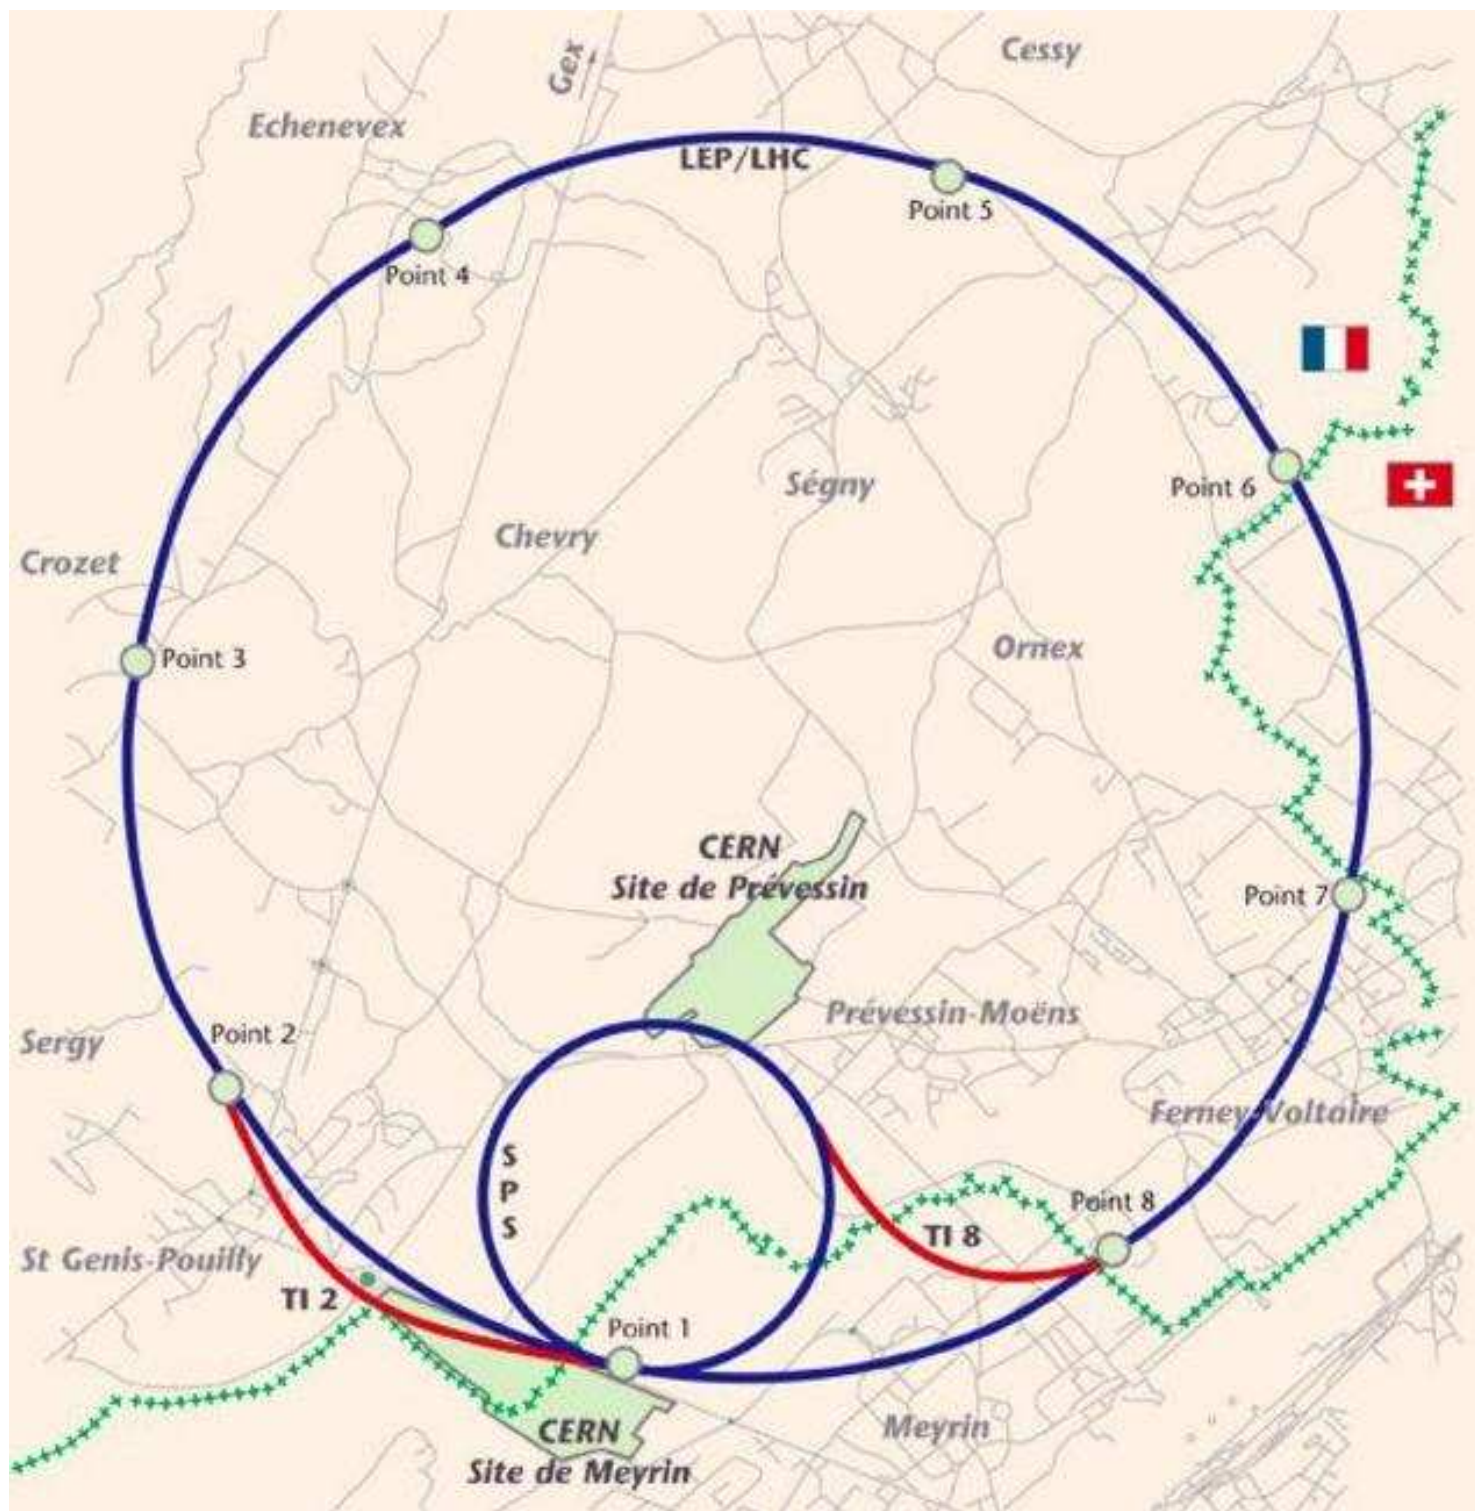 Cessy
Gex
Echenevex
LEP/LHC
Point 5
Point 4
Ségny
Point 6
Chevry
Crozet
Ornex
Point 3
CERN
Site de Prévessin
Point 7
Prévessin-Moëns
Point 2
Sergy
Ferney-Voltaire
S
P
S
Point 8
TI 8
St Genis-Pouilly
TI 2
Point 1
CERN
Site de Meyrin
Meyrin